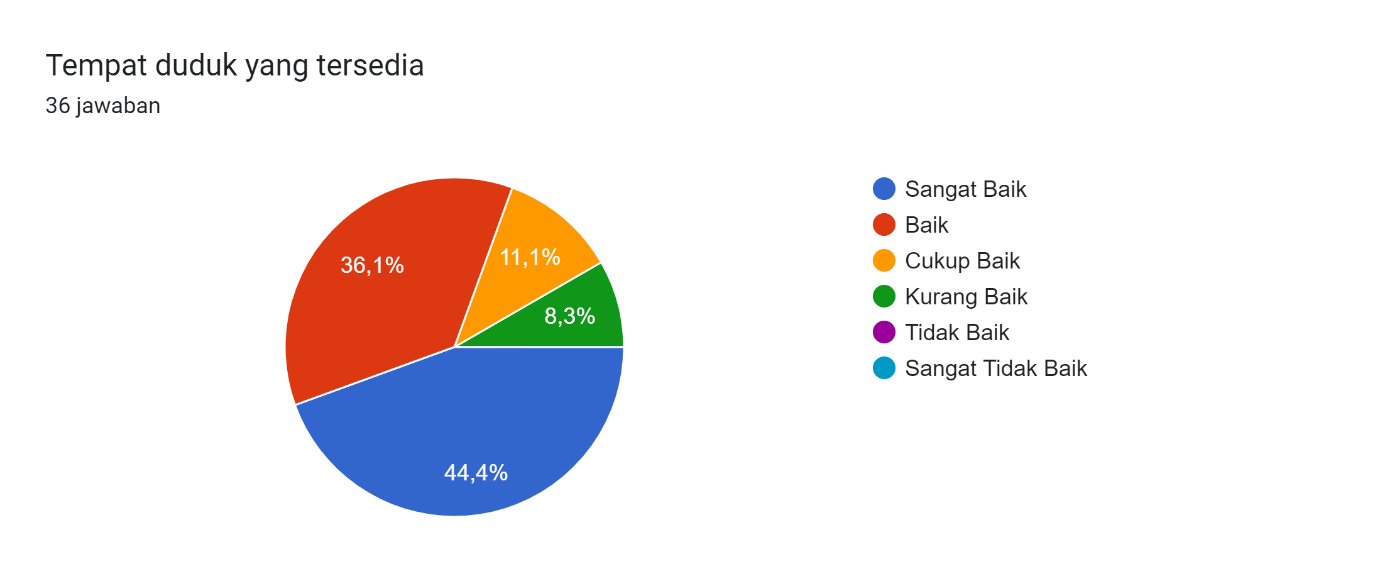 Tempat duduk yang tersedia
36 jawaban
36,1%
11,1%
8,3%
44,4%
Sangat Baik
Baik
Cukup Baik
Kurang Baik
Tidak Baik
Sangat Tidak Baik